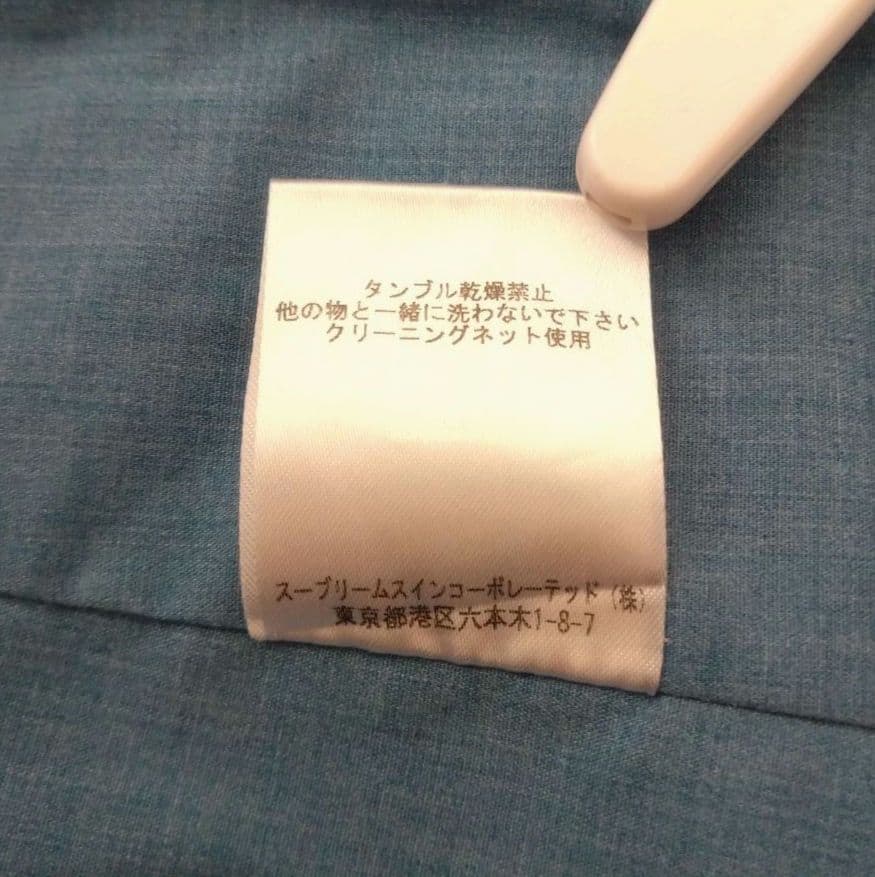 タンブル乾燥禁止
他の物と一緒に洗わないで下さい
クリーニングネット使用
スープリームスインコーポレーテッド(株)
東京都港区六本木1-8-7